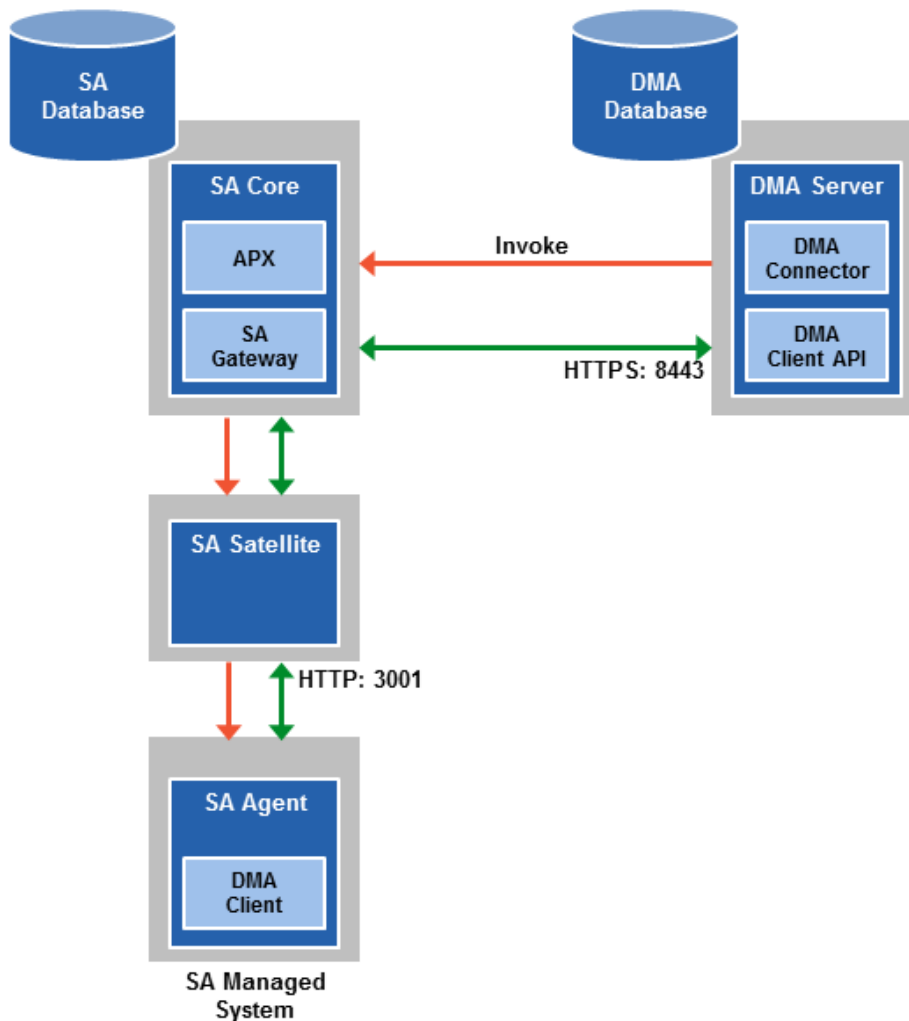 SA
Database
DMA
Database
SA Core
APX
SA
Gateway
Invoke
HTTPS: 8443
DMA Server
DMA
Connector
DMA
Client API
SA Satellite
HTTP: 3001
SA Agent
DMA
Client
SA Managed
System